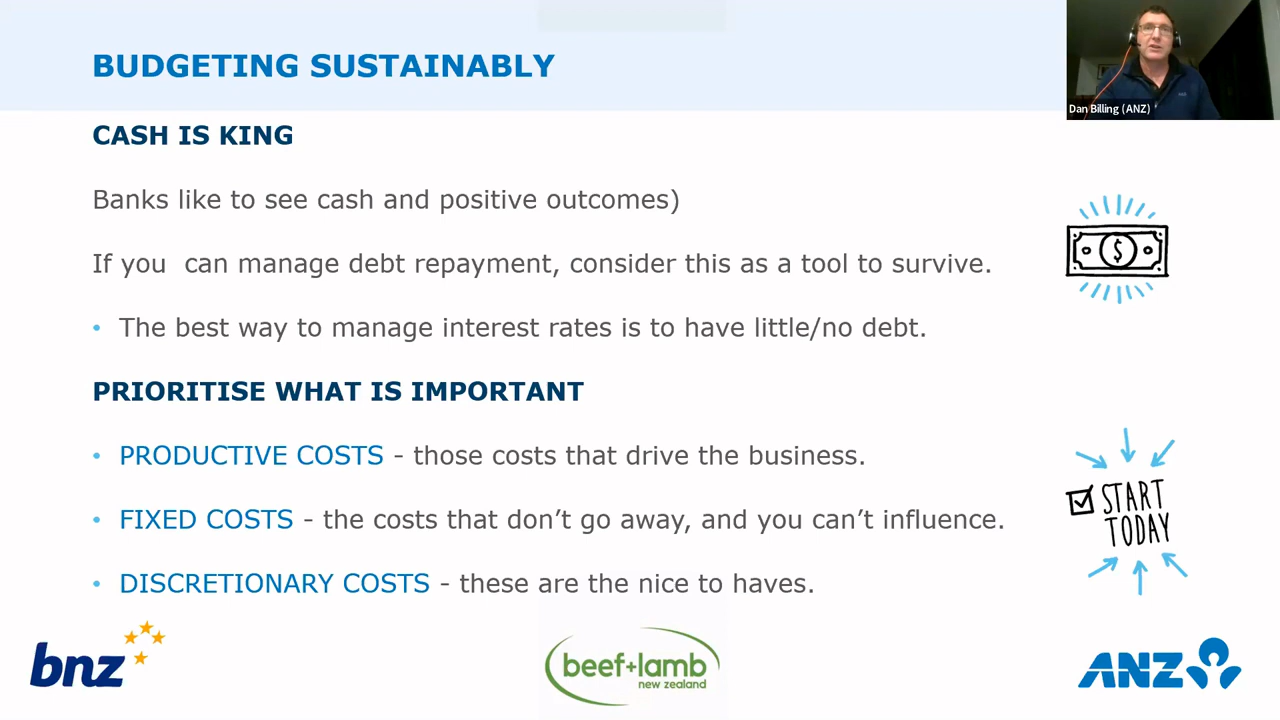 BUDGETING SUSTAINABLY
Dan Billing (ANZ)
CASH IS KING
Banks like to see cash and positive outcomes)
If you  can manage debt repayment, consider this as a tool to survive.
• The best way to manage interest rates is to have little/no debt.
PRIORITISE WHAT IS IMPORTANT
• PRODUCTIVE COSTS - those costs that drive the business.
• FIXED COSTS - the costs that don’t go away, and you can’t influence.
• DISCRETIONARY COSTS - these are the nice to haves.
$
START
TODAY
bnz
beef+lamb
new zealand
ANZ